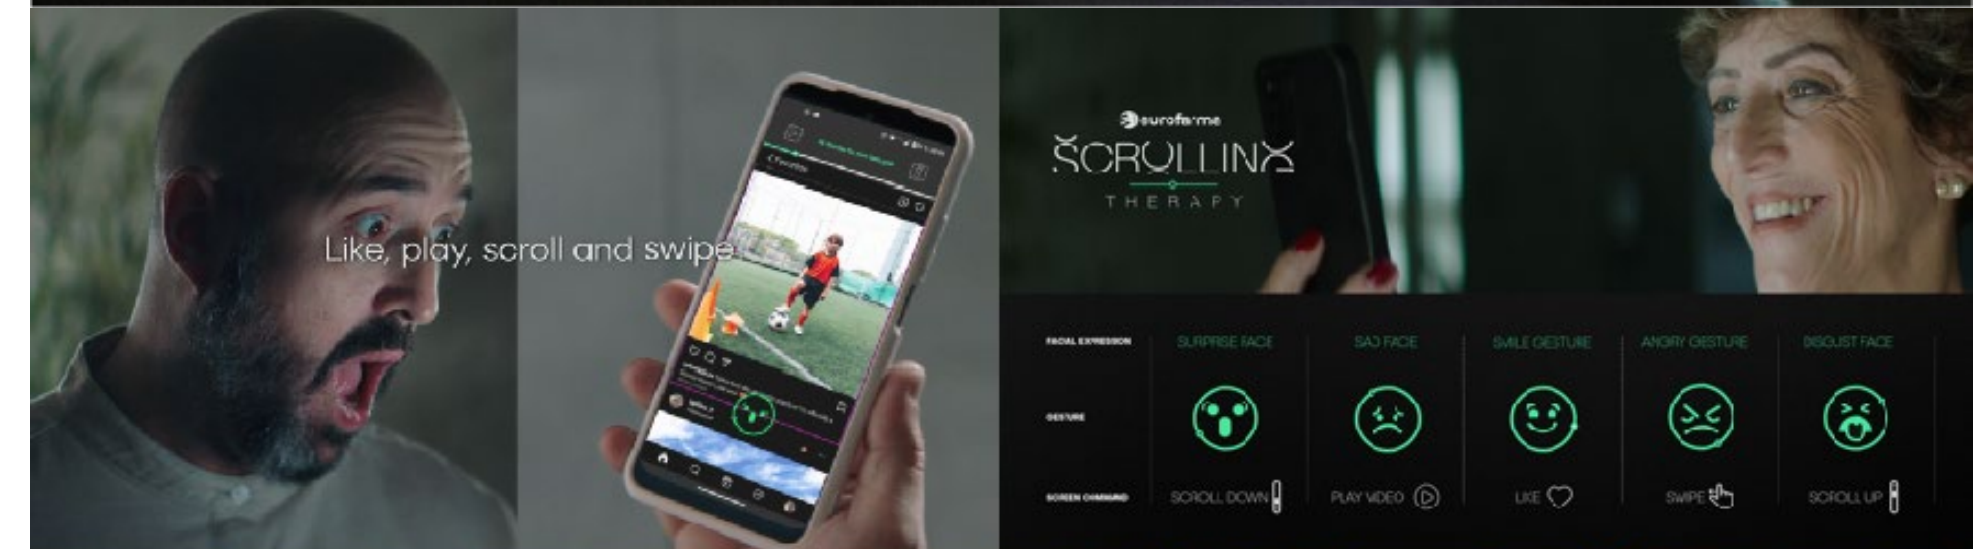 Like, play, scroll and swipe
eurofarma
SCROLLING
THERAPY
FACIAL EXPRESSION
SURPRISE FACE
SAD FACE
SMILE GESTURE
ANGRY GESTURE
DISGUST FACE
GESTURE
SCREEN COMMAND
SCROLL DOWN
PLAY VIDEO
LIKE
SWIPE
SCROLL UP